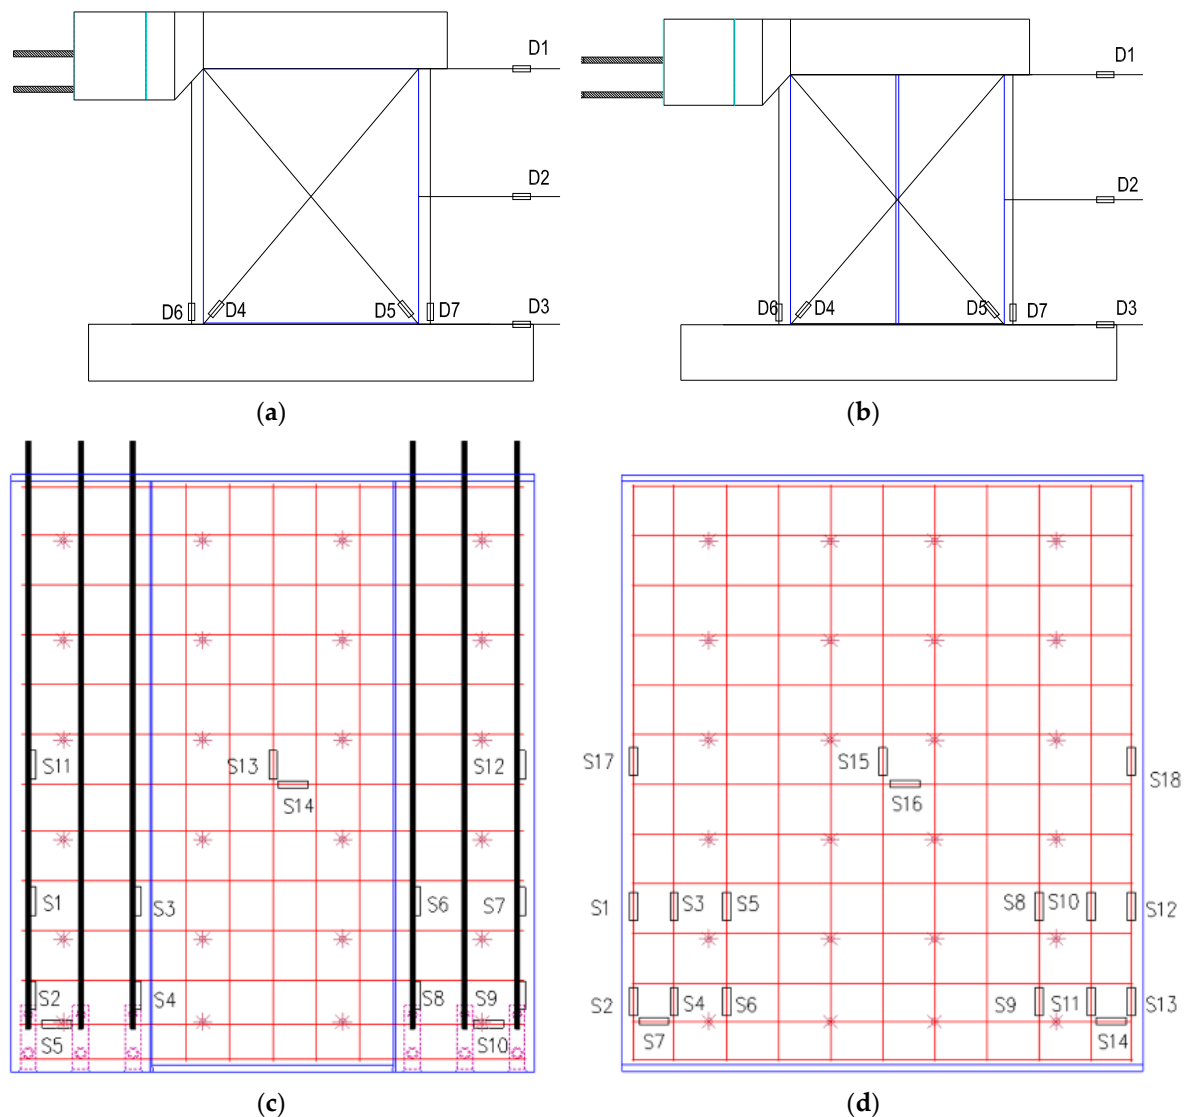 D1
D2
D6 D4 D5 D7 D3
(a)
D1
D2
D6 D4 D5 D7 D3
(b)
S11 S13 S12
S14
S1 S3 S6 S7
S2 S4 S8 S9
S5 S10
(c)
S17 S15 S18
S16
S1 S3 S5 S8 S10 S12
S2 S4 S6 S9 S11 S13
S7 S14
(d)